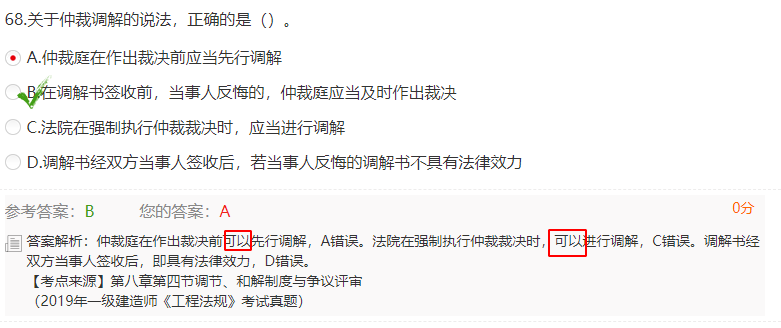 68.关于仲裁调解的说法，正确的是（）。
A.仲裁庭在作出裁决前应当先行调解
B.在调解书签收前，当事人反悔的，仲裁庭应当及时作出裁决
C.法院在强制执行仲裁裁决时，应当进行调解
D.调解书经双方当事人签收后，若当事人反悔的调解书不具有法律效力
参考答案：B 您的答案：A 0分
答案解析：仲裁庭在作出裁决前可以先行调解，A错误。法院在强制执行仲裁裁决时，可以进行调解，C错误。调解书经
双方当事人签收后，即具有法律效力，D错误。
【考点来源】第八章第四节调节、和解制度与争议评审
（2019年一级建造师《工程法规》考试真题）